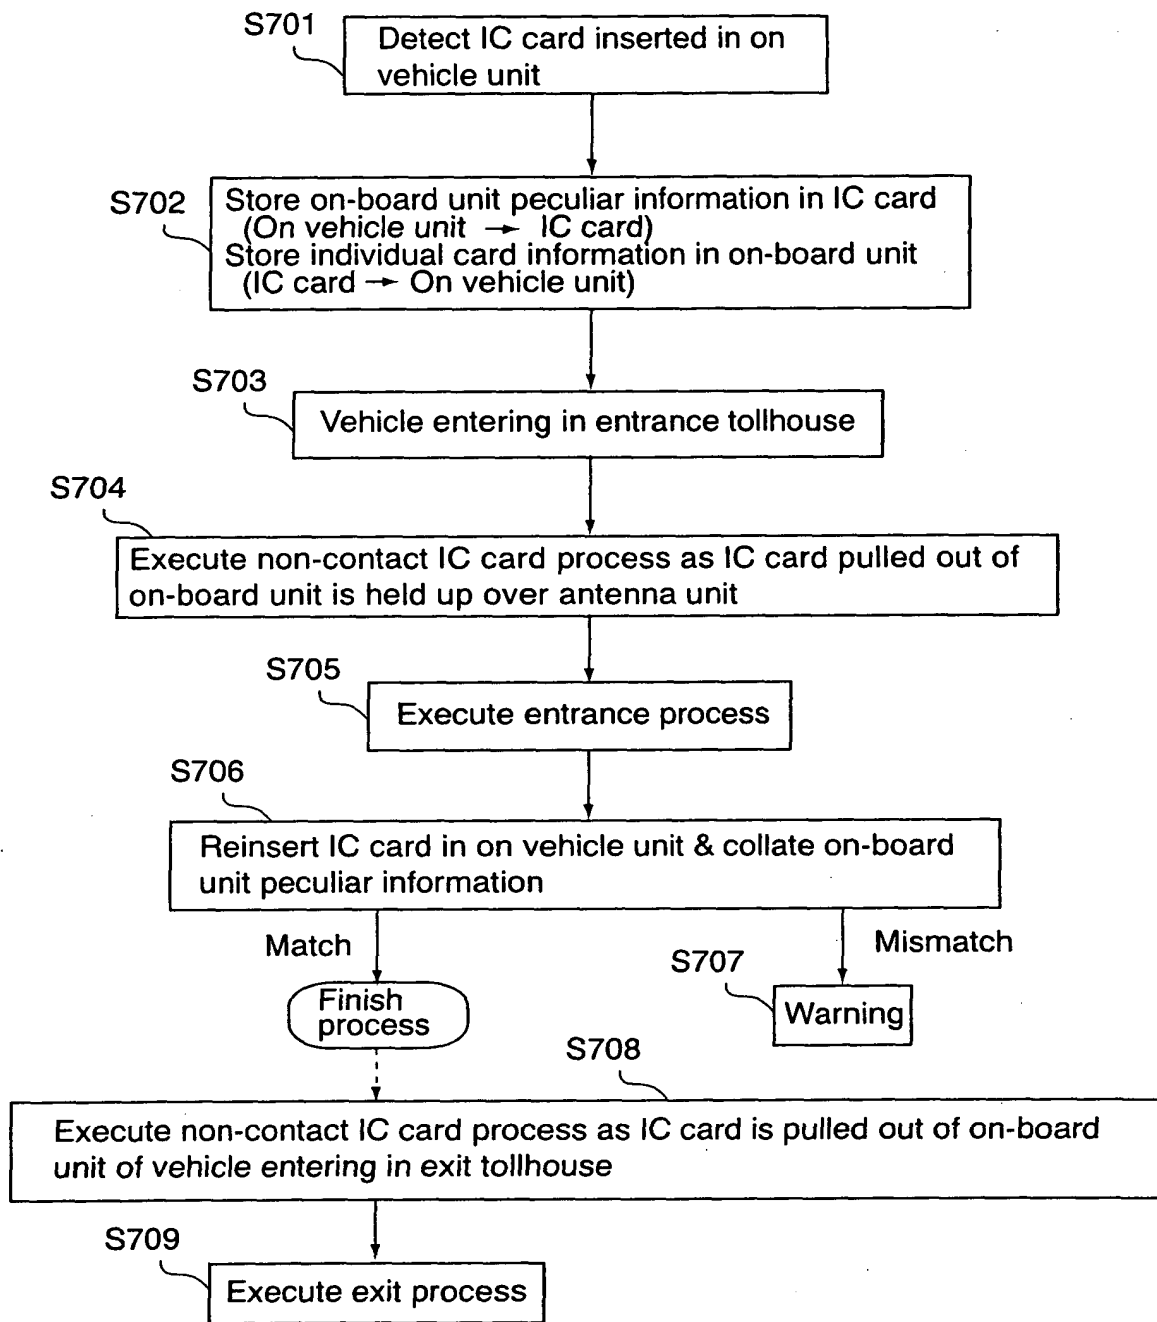 S701
Detect IC card inserted in on
vehicle unit
S702
Store on-board unit peculiar information in IC card
(On vehicle unit → IC card)
Store individual card information in on-board unit
(IC card → On vehicle unit)
S703
Vehicle entering in entrance tollhouse
S704
Execute non-contact IC card process as IC card pulled out of
on-board unit is held up over antenna unit
S705
Execute entrance process
S706
Reinsert IC card in on vehicle unit & collate on-board
unit peculiar information
Match
Mismatch
S707
Finish
process
Warning
S708
Execute non-contact IC card process as IC card is pulled out of on-board
unit of vehicle entering in exit tollhouse
S709
Execute exit process